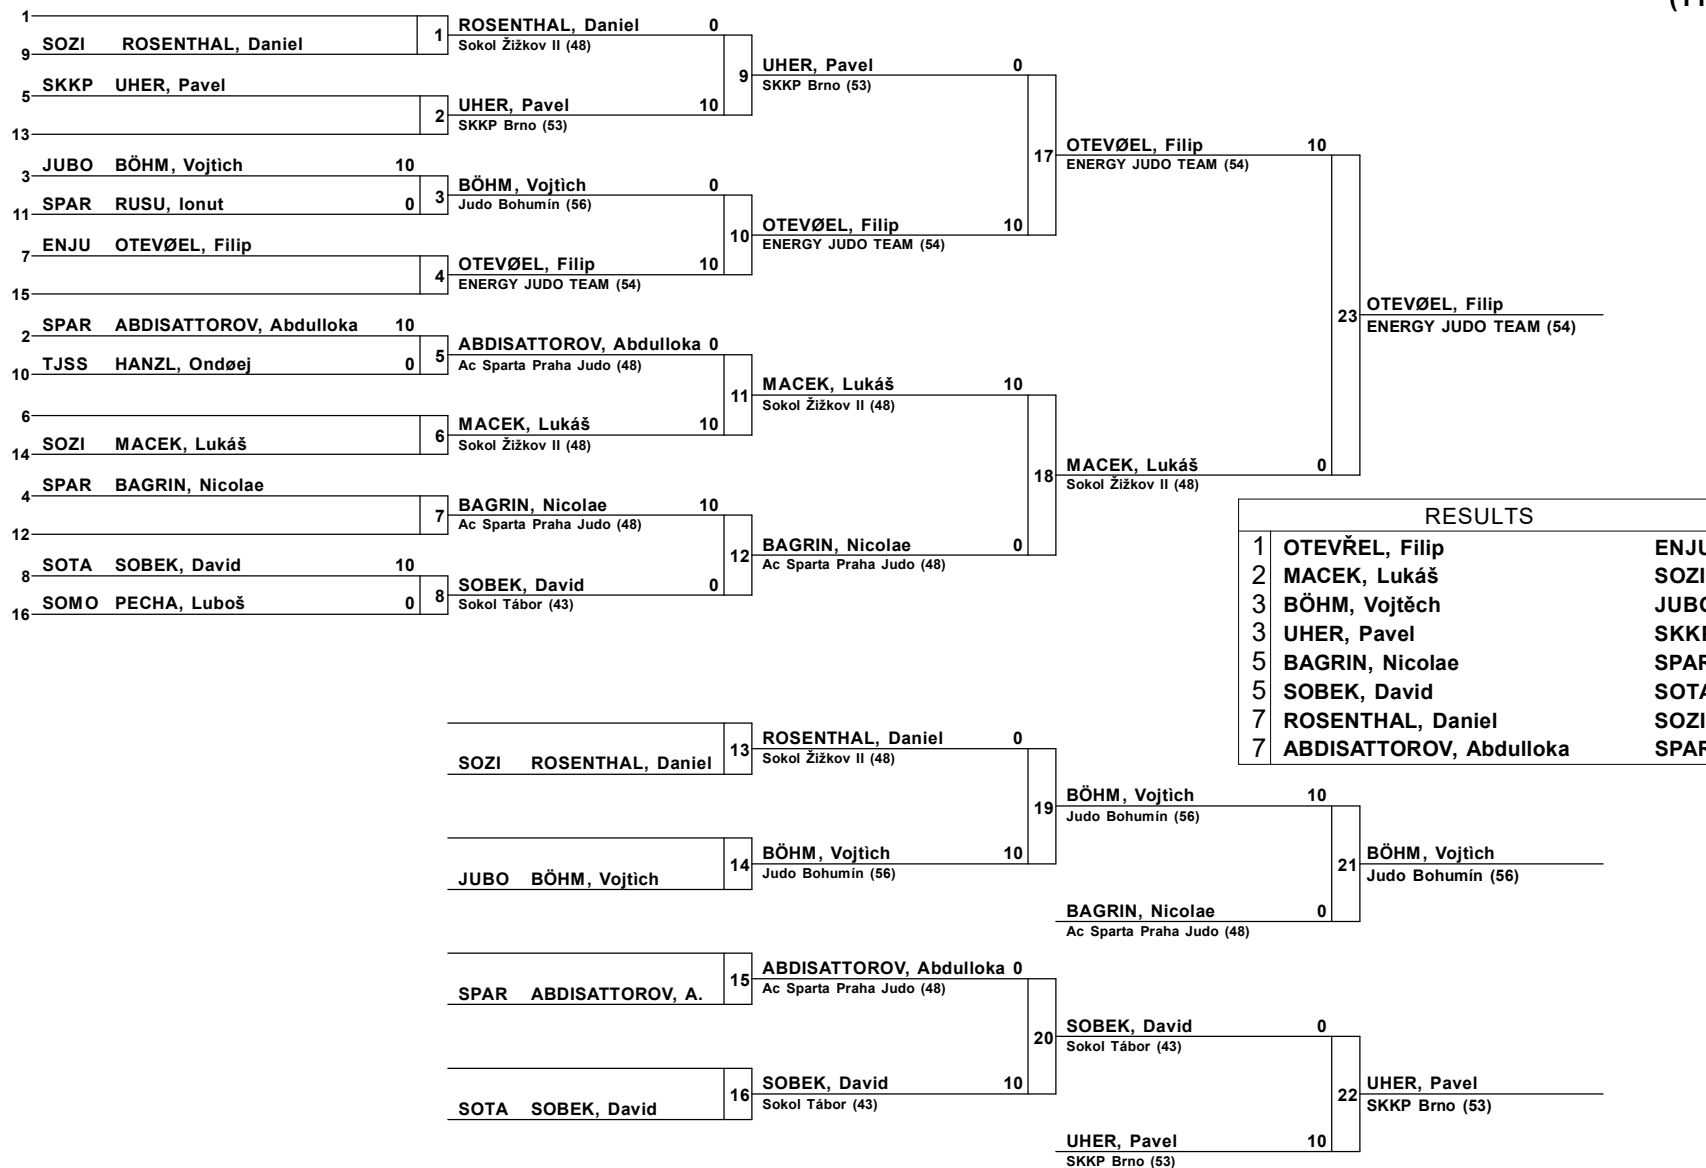 (11
1
SOZI ROSENTHAL, Daniel
9
SKKP UHER, Pavel
5
13
JUBO BÖHM, Vojtìch 10
3
SPAR RUSU, Ionut 0
11
ENJU OTEVØEL, Filip
7
15
SPAR ABDISATTOROV, Abdulloka 10
2
TJSS HANZL, Ondøej 0
10
6
SOZI MACEK, Lukáš
14
SPAR BAGRIN, Nicolae
4
12
SOTA SOBEK, David 10
8
SOMO PECHA, Luboš 0
16
1
ROSENTHAL, Daniel 0
Sokol Žižkov II (48)
2
UHER, Pavel 10
SKKP Brno (53)
3
BÖHM, Vojtìch 0
Judo Bohumín (56)
4
OTEVØEL, Filip 10
ENERGY JUDO TEAM (54)
5
ABDISATTOROV, Abdulloka 0
Ac Sparta Praha Judo (48)
6
MACEK, Lukáš 10
Sokol Žižkov II (48)
7
BAGRIN, Nicolae 10
Ac Sparta Praha Judo (48)
8
SOBEK, David 0
Sokol Tábor (43)
9
UHER, Pavel 0
SKKP Brno (53)
10
OTEVØEL, Filip 10
ENERGY JUDO TEAM (54)
11
MACEK, Lukáš 10
Sokol Žižkov II (48)
12
BAGRIN, Nicolae 0
Ac Sparta Praha Judo (48)
17
OTEVØEL, Filip 10
ENERGY JUDO TEAM (54)
18
MACEK, Lukáš 0
Sokol Žižkov II (48)
23
OTEVØEL, Filip
ENERGY JUDO TEAM (54)
RESULTS
1 OTEVŘEL, Filip ENJU
2 MACEK, Lukáš SOZI
3 BÖHM, Vojtěch JUBO
3 UHER, Pavel SKKP
5 BAGRIN, Nicolae SPAR
5 SOBEK, David SOTA
7 ROSENTHAL, Daniel SOZI
7 ABDISATTOROV, Abdulloka SPAR
SOZI ROSENTHAL, Daniel
JUBO BÖHM, Vojtìch
SPAR ABDISATTOROV, A.
SOTA SOBEK, David
13
ROSENTHAL, Daniel 0
Sokol Žižkov II (48)
14
BÖHM, Vojtìch 10
Judo Bohumín (56)
15
ABDISATTOROV, Abdulloka 0
Ac Sparta Praha Judo (48)
16
SOBEK, David 10
Sokol Tábor (43)
19
BÖHM, Vojtìch 10
Judo Bohumín (56)
BAGRIN, Nicolae 0
Ac Sparta Praha Judo (48)
20
SOBEK, David 0
Sokol Tábor (43)
UHER, Pavel 10
SKKP Brno (53)
21
BÖHM, Vojtìch
Judo Bohumín (56)
22
UHER, Pavel
SKKP Brno (53)